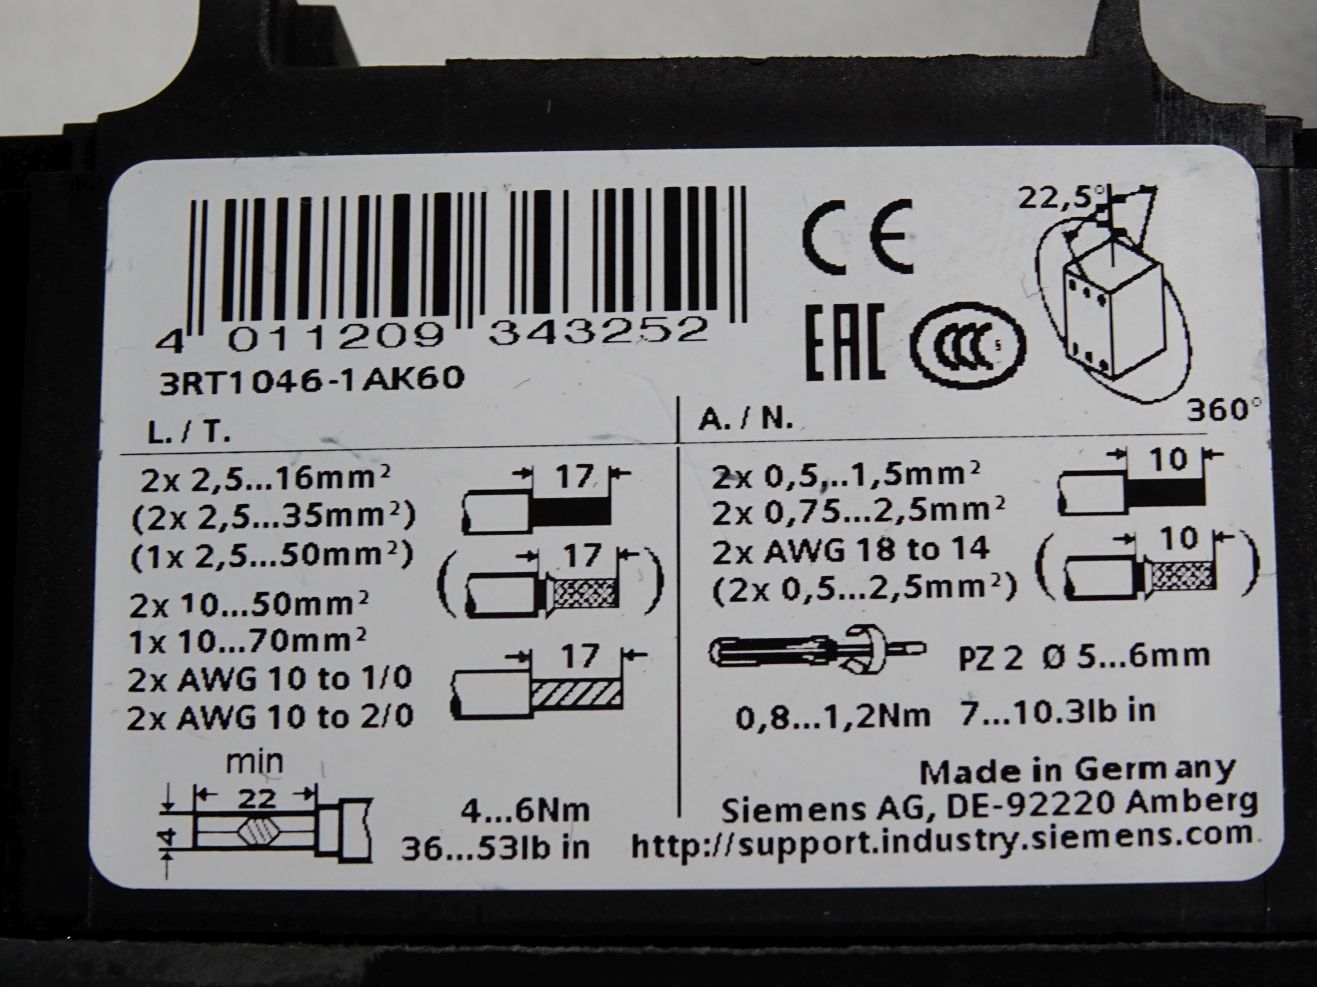 22,5°
CE
EAC
CCC S
4 011209 343252
3RT1046-1AK60
360°
L. / T.
A. / N.
2x 2,5...16mm²
(2x 2,5...35mm²)
(1x 2,5...50mm²)
17
17
2x 10...50mm²
1x 10...70mm²
2x AWG 10 to 1/0
2x AWG 10 to 2/0
17
min
22
4
4...6Nm
36...53lb in
2x 0,5...1,5mm²
2x 0,75...2,5mm²
2x AWG 18 to 14
(2x 0,5...2,5mm²)
10
10
PZ 2 Ø 5...6mm
0,8...1,2Nm 7...10.3lb in
Made in Germany
Siemens AG, DE-92220 Amberg
http://support.industry.siemens.com